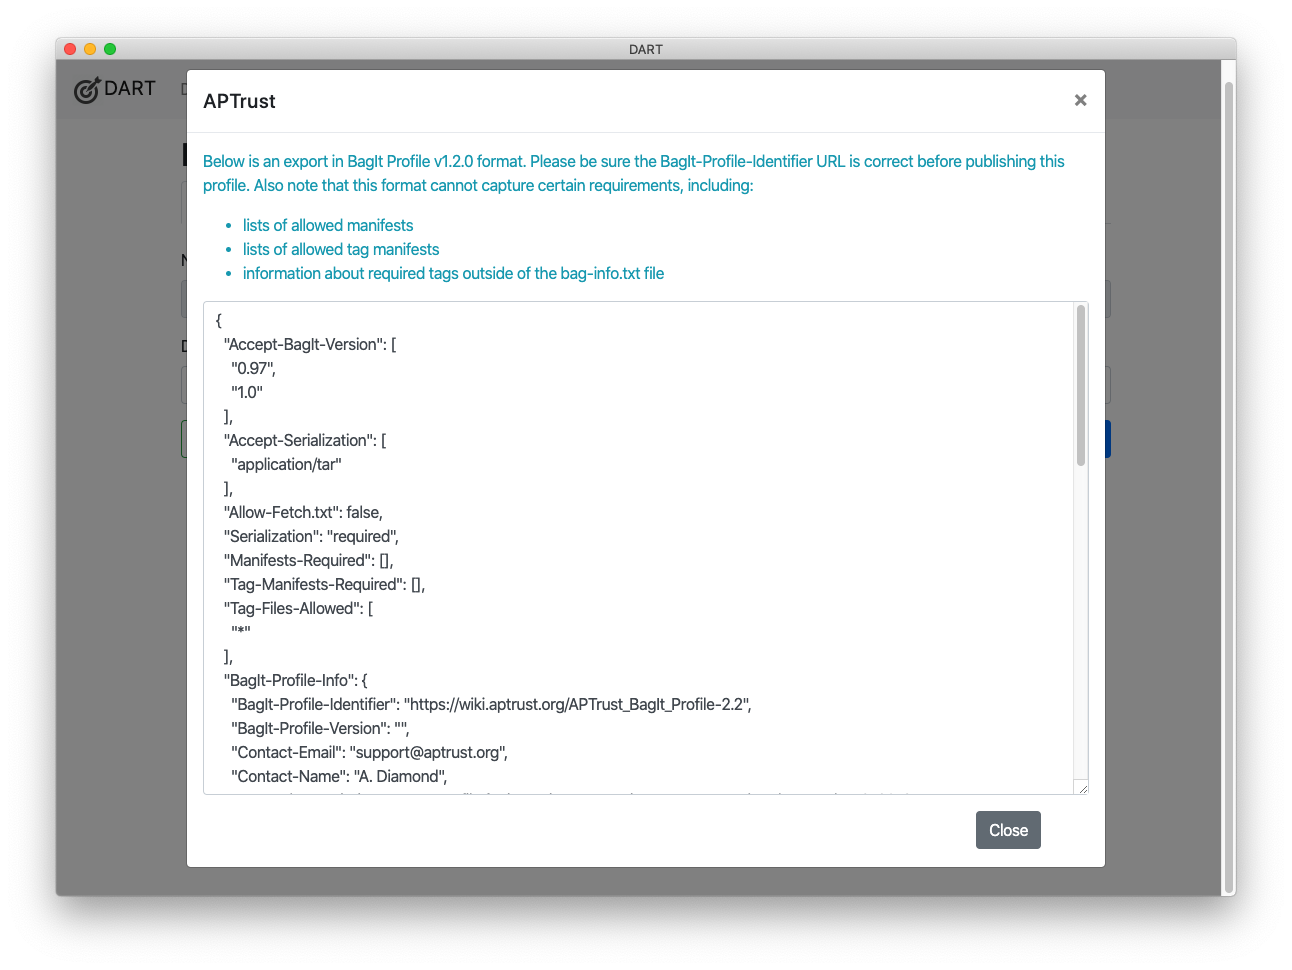 DART
DART
APTrust
×
Below is an export in BagIt Profile v1.2.0 format. Please be sure the BagIt-Profile-Identifier URL is correct before publishing this
profile. Also note that this format cannot capture certain requirements, including:
• lists of allowed manifests
• lists of allowed tag manifests
• information about required tags outside of the bag-info.txt file
{
"Accept-BagIt-Version": [
"0.97",
"1.0"
],
"Accept-Serialization": [
"application/tar"
],
"Allow-Fetch.txt": false,
"Serialization": "required",
"Manifests-Required": [],
"Tag-Manifests-Required": [],
"Tag-Files-Allowed": [
"*"
],
"BagIt-Profile-Info": {
"BagIt-Profile-Identifier": "https://wiki.aptrust.org/APTrust_BagIt_Profile-2.2",
"BagIt-Profile-Version": "",
"Contact-Email": "support@aptrust.org",
"Contact-Name": "A. Diamond",
Close